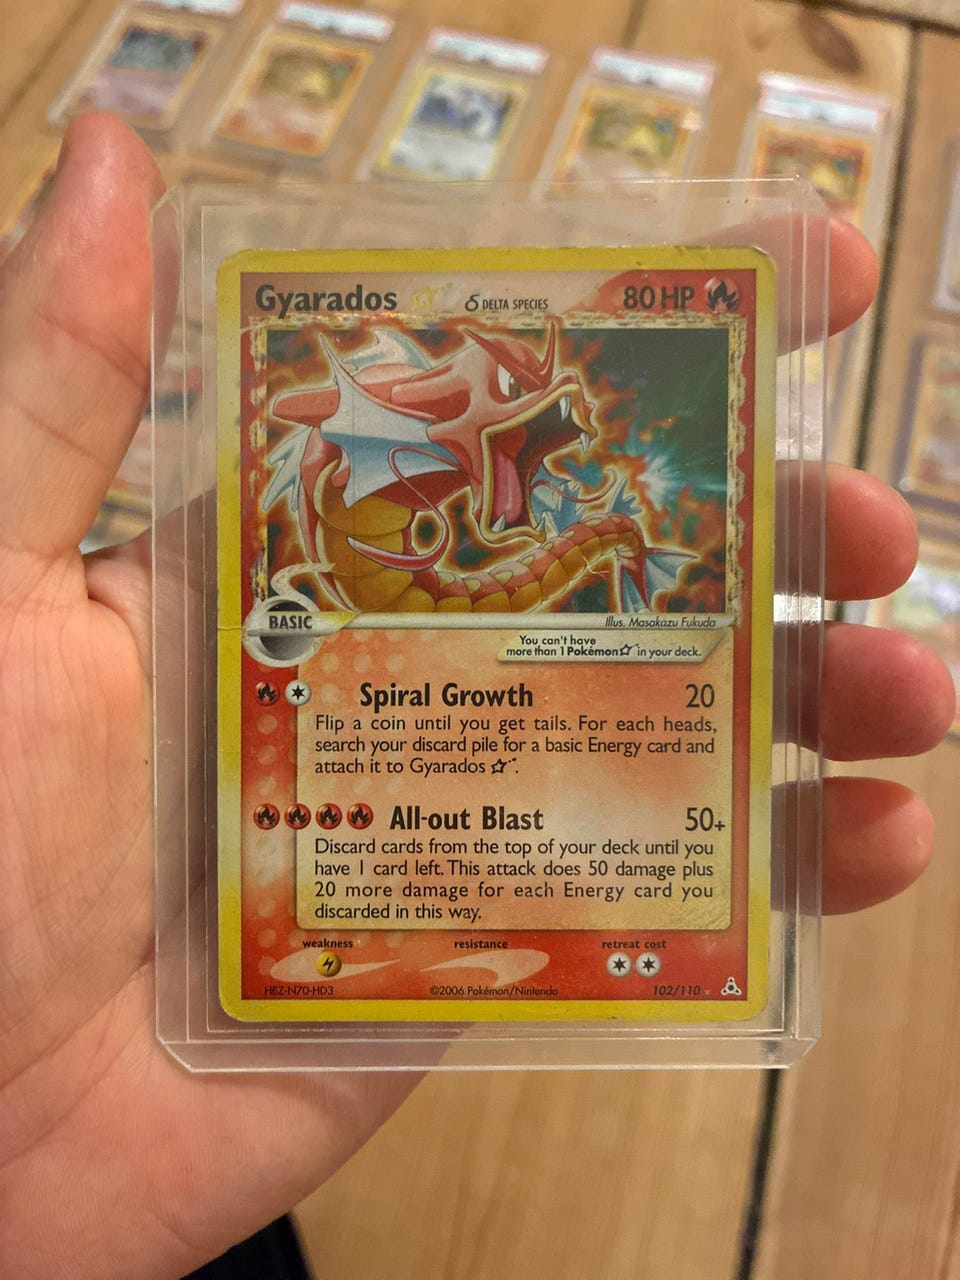 Gyarados ☆ δ DELTA SPECIES 80 HP
BASIC
Illus. Masakazu Fukuda
You can't have
more than 1 Pokémon ☆ in your deck.
Spiral Growth 20
Flip a coin until you get tails. For each heads,
search your discard pile for a basic Energy card and
attach it to Gyarados ☆.
All-out Blast 50+
Discard cards from the top of your deck until you
have 1 card left. This attack does 50 damage plus
20 more damage for each Energy card you
discarded in this way.
weakness resistance retreat cost
HBZ-N70-HD3 ©2006 Pokémon/Nintendo 102/110 ★